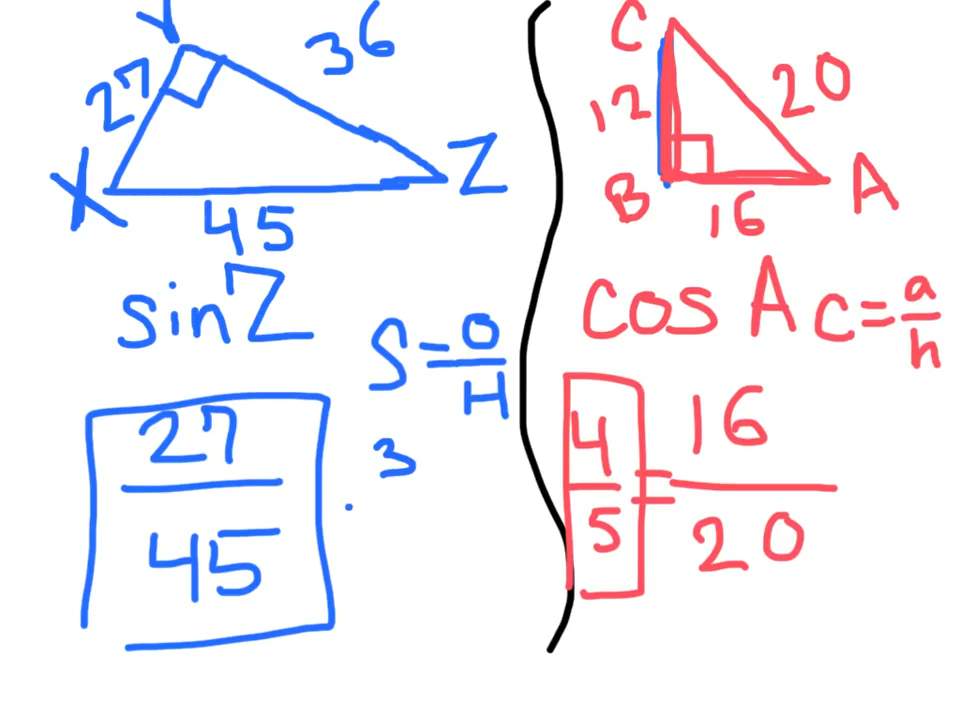 Y
27
36
X
Z
45
sin Z
S = O/H
27/45
3
.
C
12
20
B
A
16
cos A
C = a/h
4/5 = 16/20